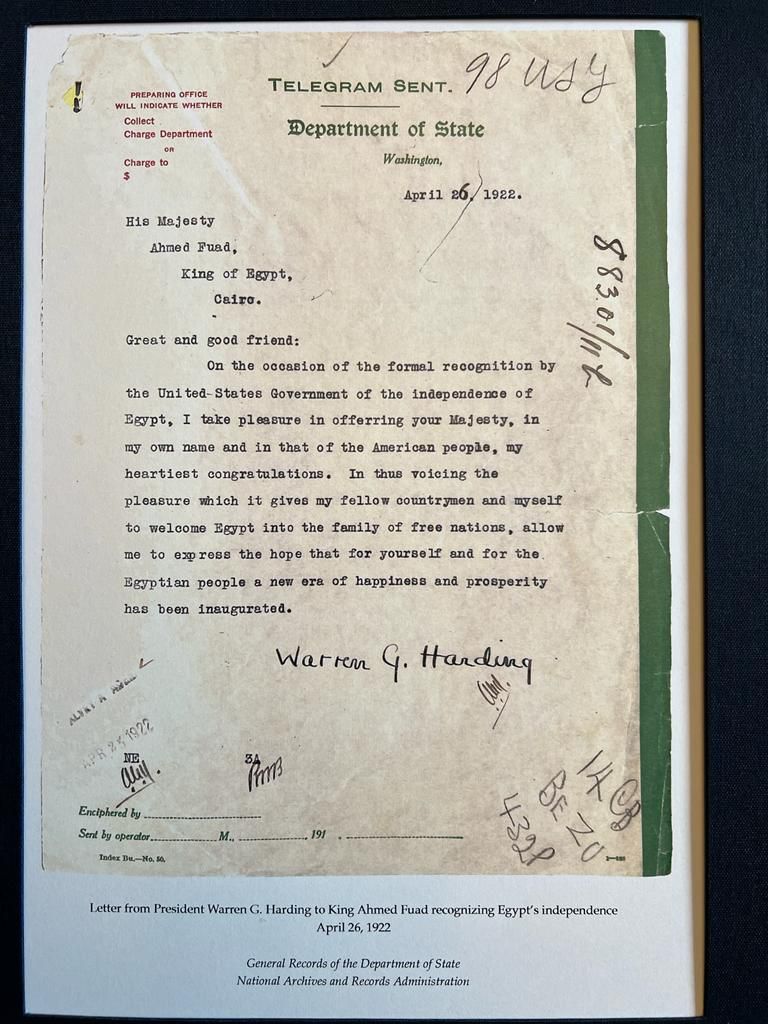 TELEGRAM SENT.
98 USG
PREPARING OFFICE
WILL INDICATE WHETHER
Collect
Charge Department
OR
Charge to
$
Department of State
Washington,
April 26, 1922.
883.01/112
His Majesty
Ahmed Fuad,
King of Egypt,
Cairo.
Great and good friend:
On the occasion of the formal recognition by
the United States Government of the independence of
Egypt, I take pleasure in offerring your Majesty, in
my own name and in that of the American people, my
heartiest congratulations. In thus voicing the
pleasure which it gives my fellow countrymen and myself
to welcome Egypt into the family of free nations, allow
me to express the hope that for yourself and for the
Egyptian people a new era of happiness and prosperity
has been inaugurated.
Warren G. Harding
APR 25 1922
NE
3A
Enciphered by
Sent by operator M., 191 ,
Index Bu.—No. 50.
Letter from President Warren G. Harding to King Ahmed Fuad recognizing Egypt's independence
April 26, 1922
General Records of the Department of State
National Archives and Records Administration